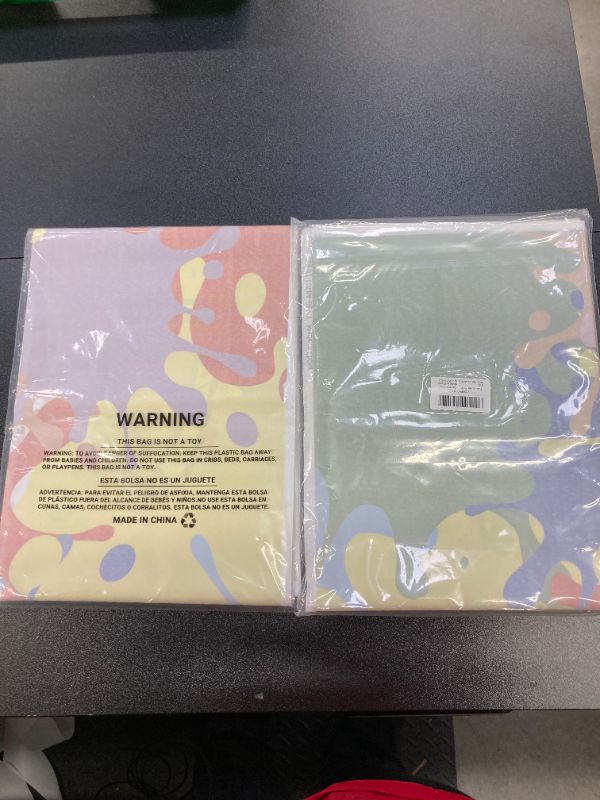 WARNING
THIS BAG IS NOT A TOY
WARNING: TO AVOID DANGER OF SUFFOCATION, KEEP THIS PLASTIC BAG AWAY
FROM BABIES AND CHILDREN. DO NOT USE THIS BAG IN CRIBS, BEDS, CARRIAGES,
OR PLAYPENS. THIS BAG IS NOT A TOY.
ESTA BOLSA NO ES UN JUGUETE
ADVERTENCIA: PARA EVITAR EL PELIGRO DE ASFIXIA, MANTENGA ESTA BOLSA
DE PLÁSTICO FUERA DEL ALCANCE DE BEBÉS Y NIÑOS.NO USE ESTA BOLSA EN
CUNAS, CAMAS, COCHECITOS O CORRALITOS. ESTA BOLSA NO ES UN JUGUETE.
MADE IN CHINA